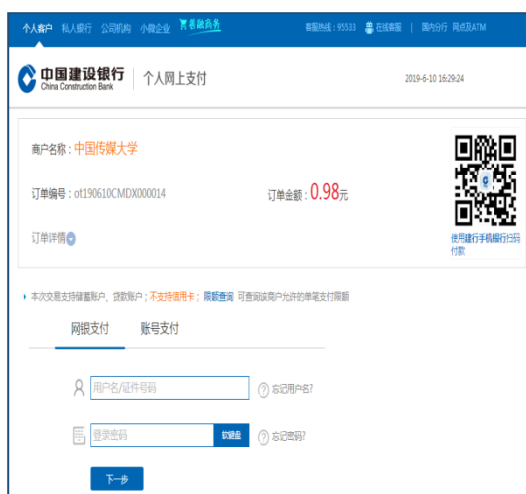 个人客户 私人银行 公司机构 小微企业 善融商务 客服热线：95533 在线客服 | 国内分行 网点及ATM
中国建设银行 个人网上支付 2019-6-10 16:29:24
China Construction Bank
商户名称：中国传媒大学
订单编号：ot190610CMDX000014 订单金额：0.98元
订单详情
使用建行手机银行扫码
付款
本次交易支持储蓄账户、贷款账户；不支持信用卡； 限额查询 可查询该商户允许的单笔支付限额
网银支付 账号支付
用户名/证件号码 ? 忘记用户名?
登录密码 软键盘 ? 忘记密码?
下一步